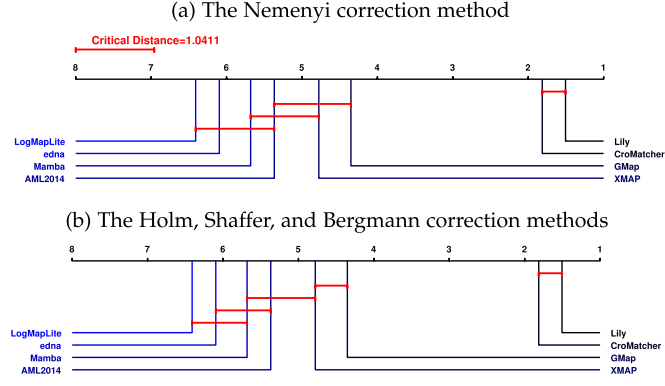 (a) The Nemenyi correction method
Critical Distance=1.0411
8 7 6 5 4 3 2 1
LogMapLite Lily
edna CroMatcher
Mamba GMap
AML2014 XMAP
(b) The Holm, Shaffer, and Bergmann correction methods
8 7 6 5 4 3 2 1
LogMapLite Lily
edna CroMatcher
Mamba GMap
AML2014 XMAP